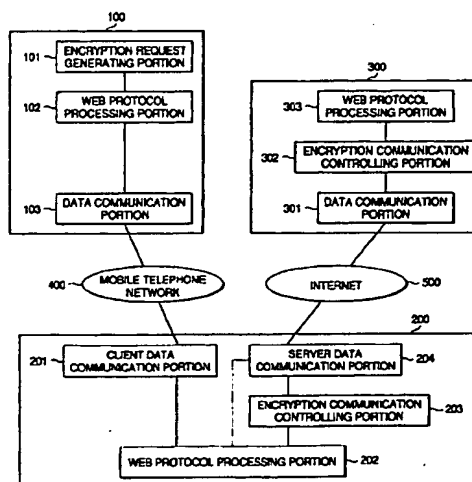 100
101
ENCRYPTION REQUEST
GENERATING PORTION
102
WEB PROTOCOL
PROCESSING PORTION
103
DATA COMMUNICATION
PORTION
300
303
WEB PROTOCOL
PROCESSING PORTION
302
ENCRYPTION COMMUNICATION
CONTROLLING PORTION
301
DATA COMMUNICATION
PORTION
400
MOBILE TELEPHONE
NETWORK
INTERNET
500
200
201
CLIENT DATA
COMMUNICATION PORTION
SERVER DATA
COMMUNICATION PORTION
204
ENCRYPTION COMMUNICATION
CONTROLLING PORTION
203
WEB PROTOCOL PROCESSING PORTION
202